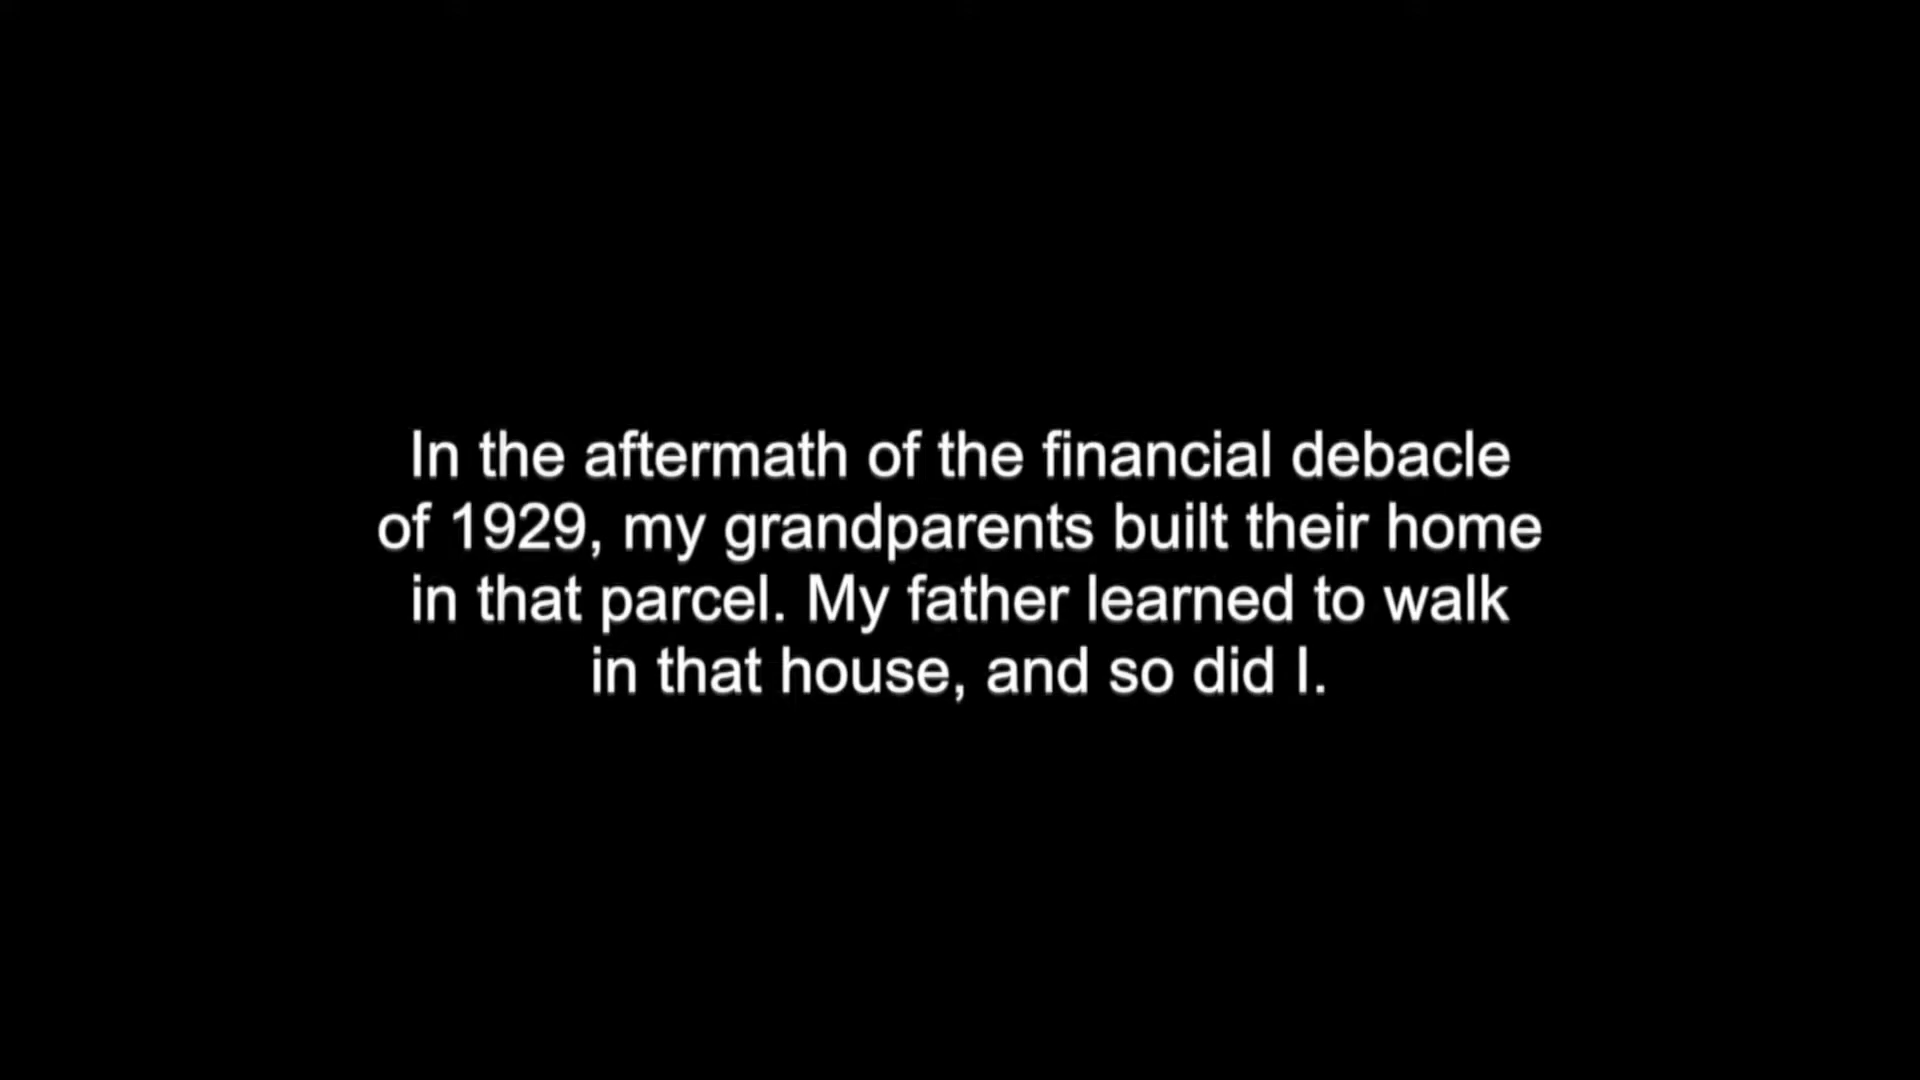 In the aftermath of the financial debacle
of 1929, my grandparents built their home
in that parcel. My father learned to walk
in that house, and so did I.